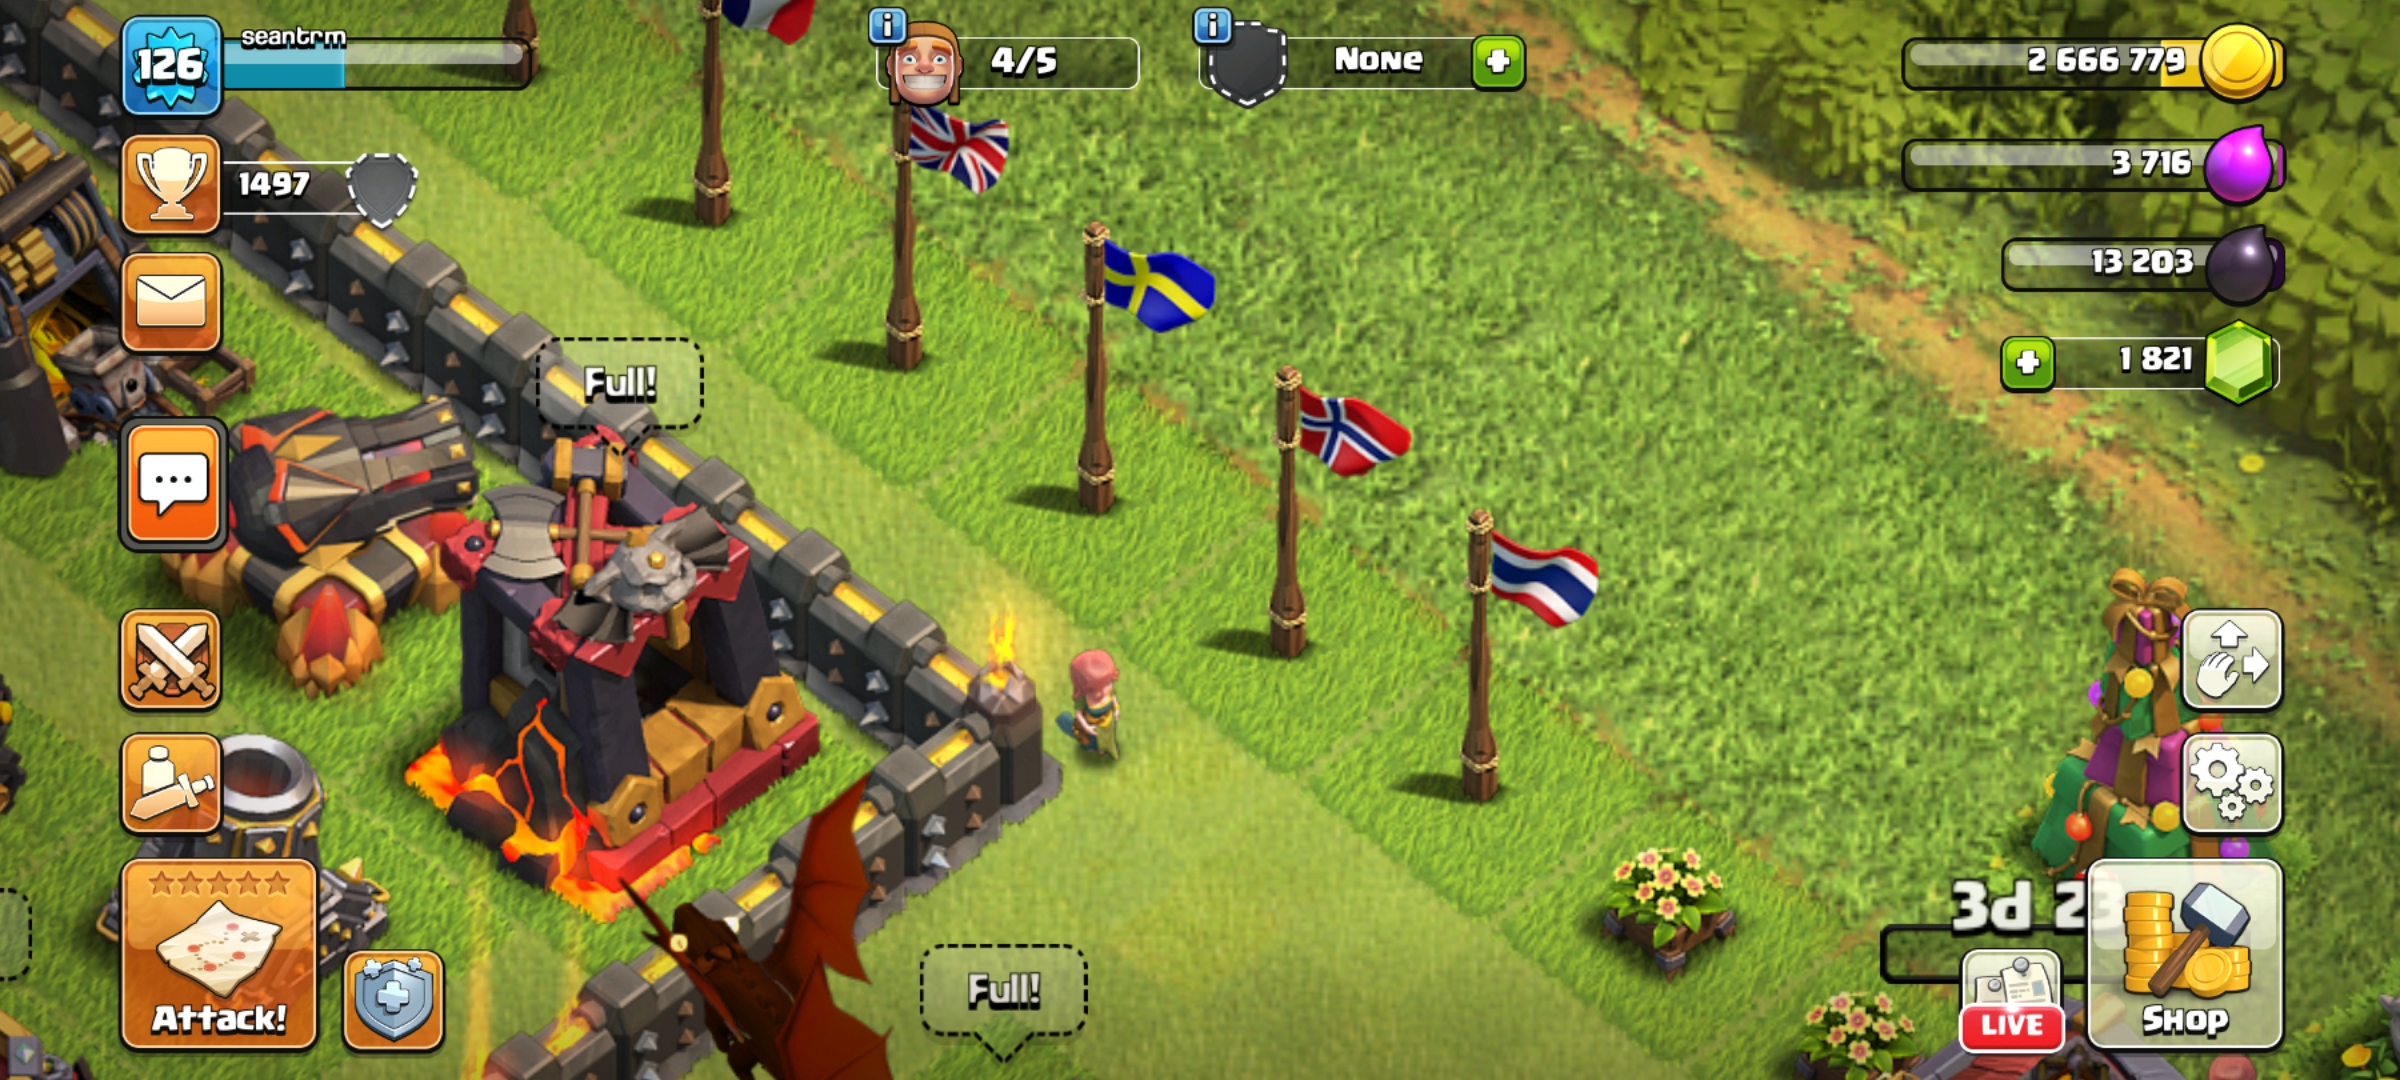 126
seantrm
4/5
None
2 666 779
1497
3 716
13 203
1 821
Full!
3d 23
Full!
Attack!
LIVE
Shop